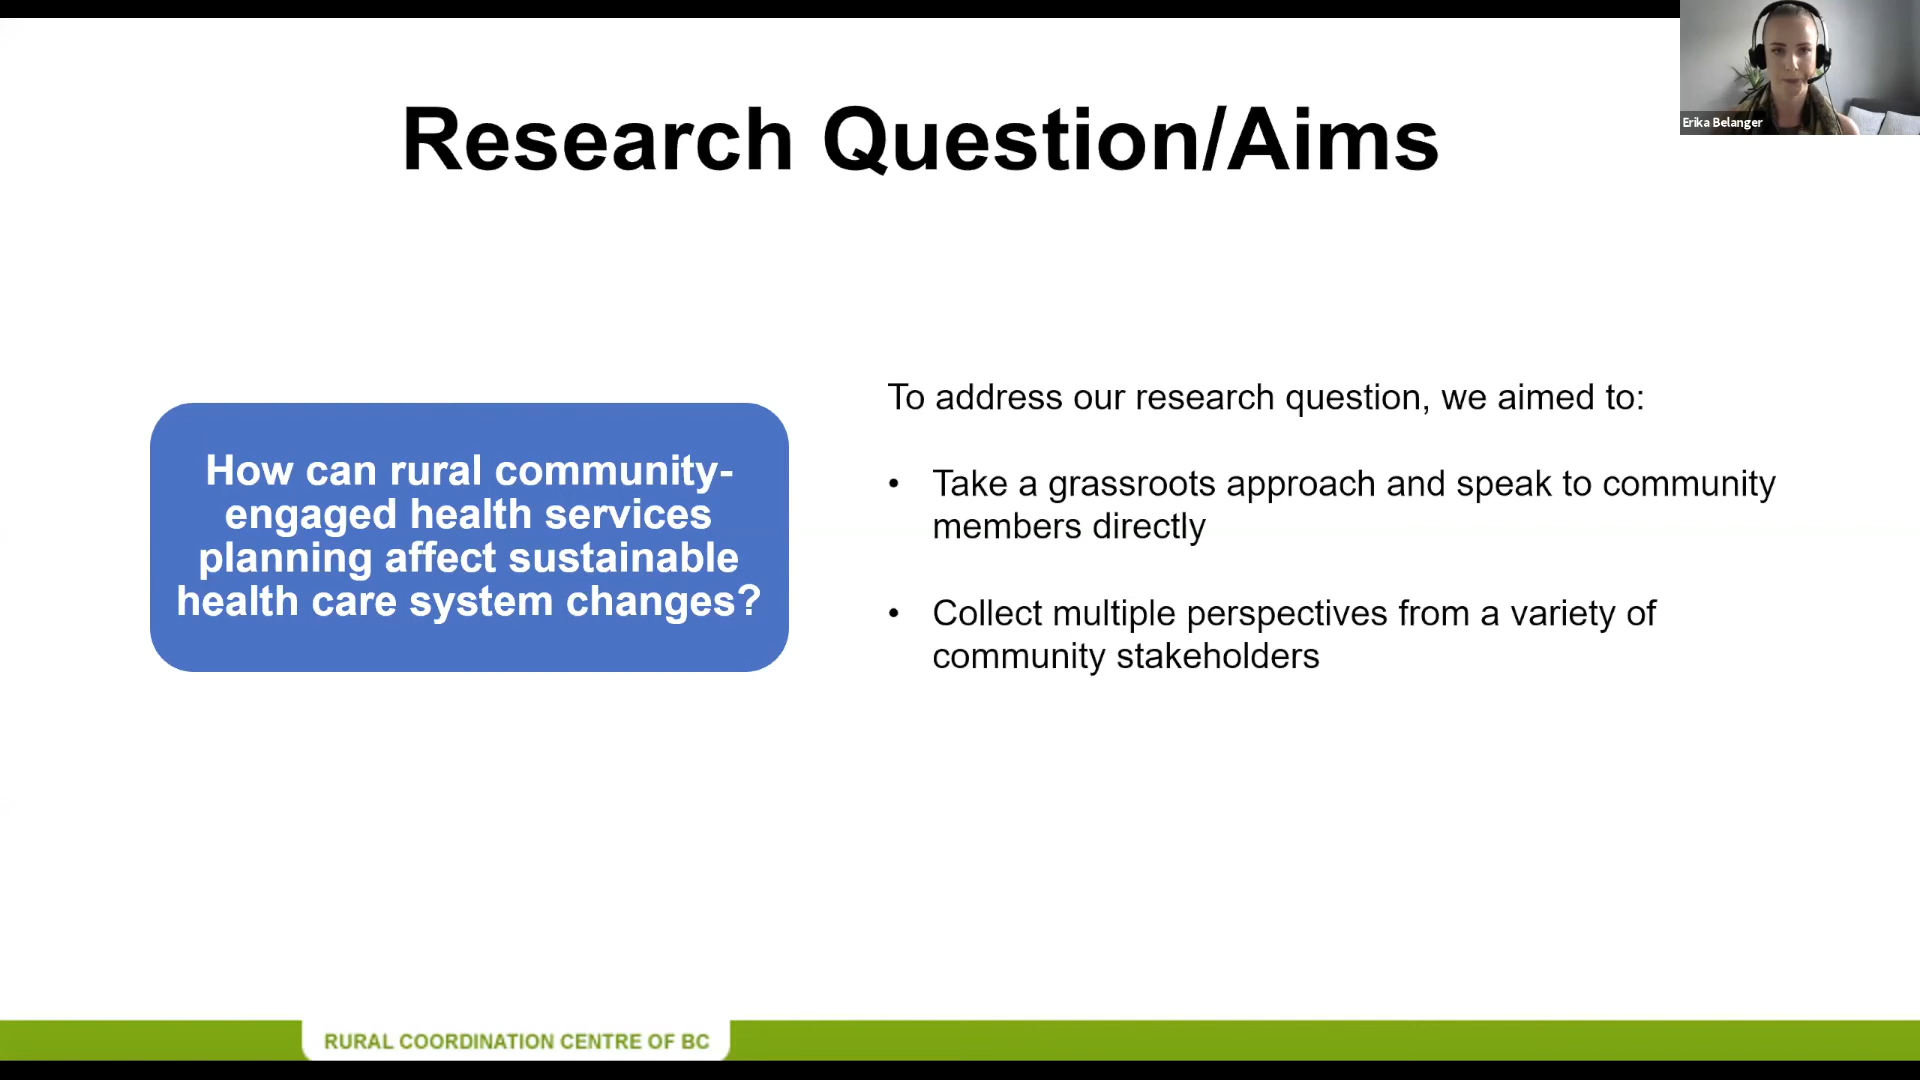 Research Question/Aims
Erika Belanger
How can rural community-
engaged health services
planning affect sustainable
health care system changes?
To address our research question, we aimed to:
• Take a grassroots approach and speak to community
members directly
• Collect multiple perspectives from a variety of
community stakeholders
RURAL COORDINATION CENTRE OF BC